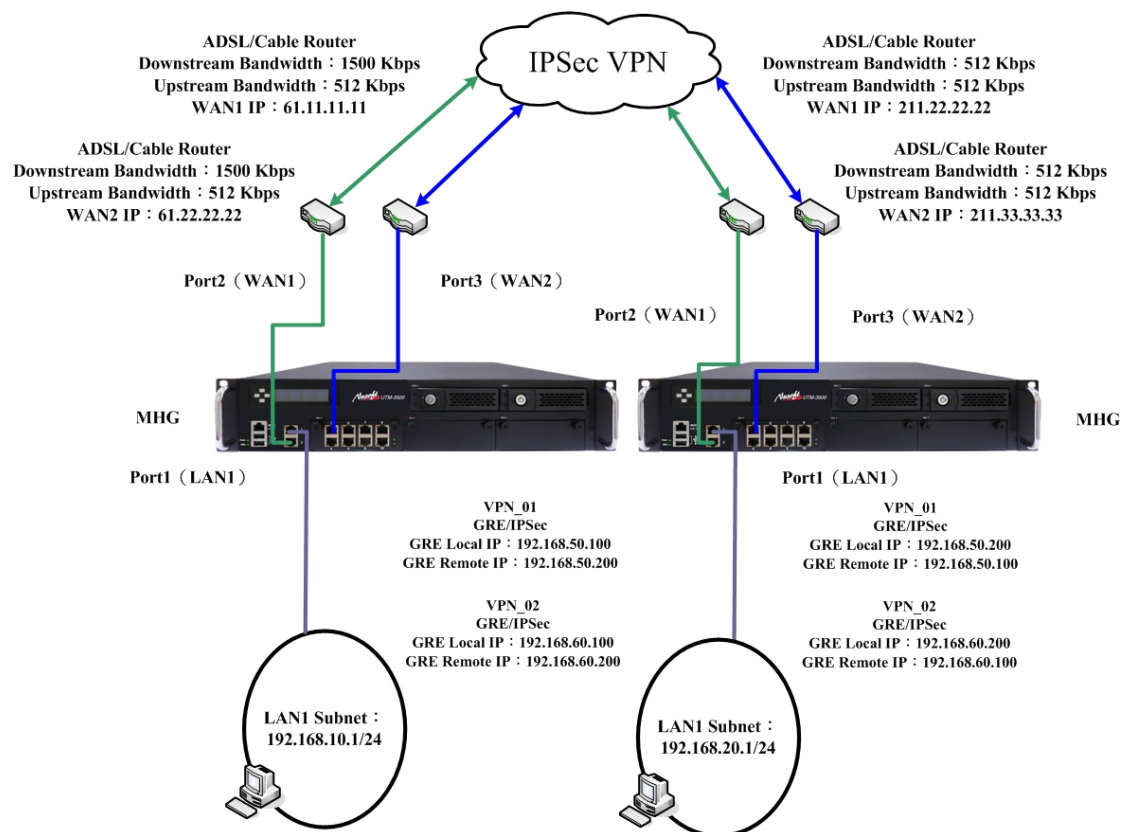 IPSec VPN
ADSL/Cable Router
Downstream Bandwidth：1500 Kbps
Upstream Bandwidth：512 Kbps
WAN1 IP：61.11.11.11
ADSL/Cable Router
Downstream Bandwidth：512 Kbps
Upstream Bandwidth：512 Kbps
WAN1 IP：211.22.22.22
ADSL/Cable Router
Downstream Bandwidth：1500 Kbps
Upstream Bandwidth：512 Kbps
WAN2 IP：61.22.22.22
ADSL/Cable Router
Downstream Bandwidth：512 Kbps
Upstream Bandwidth：512 Kbps
WAN2 IP：211.33.33.33
Port2（WAN1）
Port3（WAN2）
Port2（WAN1）
Port3（WAN2）
MHG
UTM-3500
UTM-3500
MHG
Port1（LAN1）
Port1（LAN1）
VPN_01
GRE/IPSec
GRE Local IP：192.168.50.100
GRE Remote IP：192.168.50.200
VPN_02
GRE/IPSec
GRE Local IP：192.168.60.100
GRE Remote IP：192.168.60.200
VPN_01
GRE/IPSec
GRE Local IP：192.168.50.200
GRE Remote IP：192.168.50.100
VPN_02
GRE/IPSec
GRE Local IP：192.168.60.200
GRE Remote IP：192.168.60.100
LAN1 Subnet：
192.168.10.1/24
LAN1 Subnet：
192.168.20.1/24